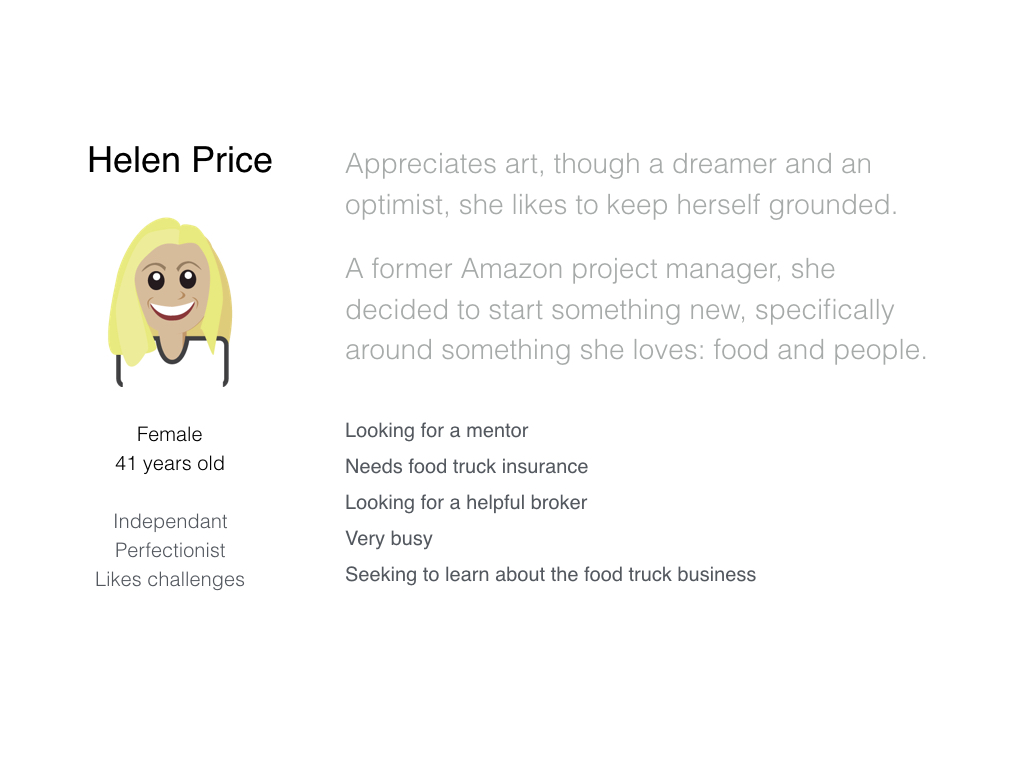 Helen Price
Female
41 years old
Independant
Perfectionist
Likes challenges
Appreciates art, though a dreamer and an
optimist, she likes to keep herself grounded.
A former Amazon project manager, she
decided to start something new, specifically
around something she loves: food and people.
Looking for a mentor
Needs food truck insurance
Looking for a helpful broker
Very busy
Seeking to learn about the food truck business